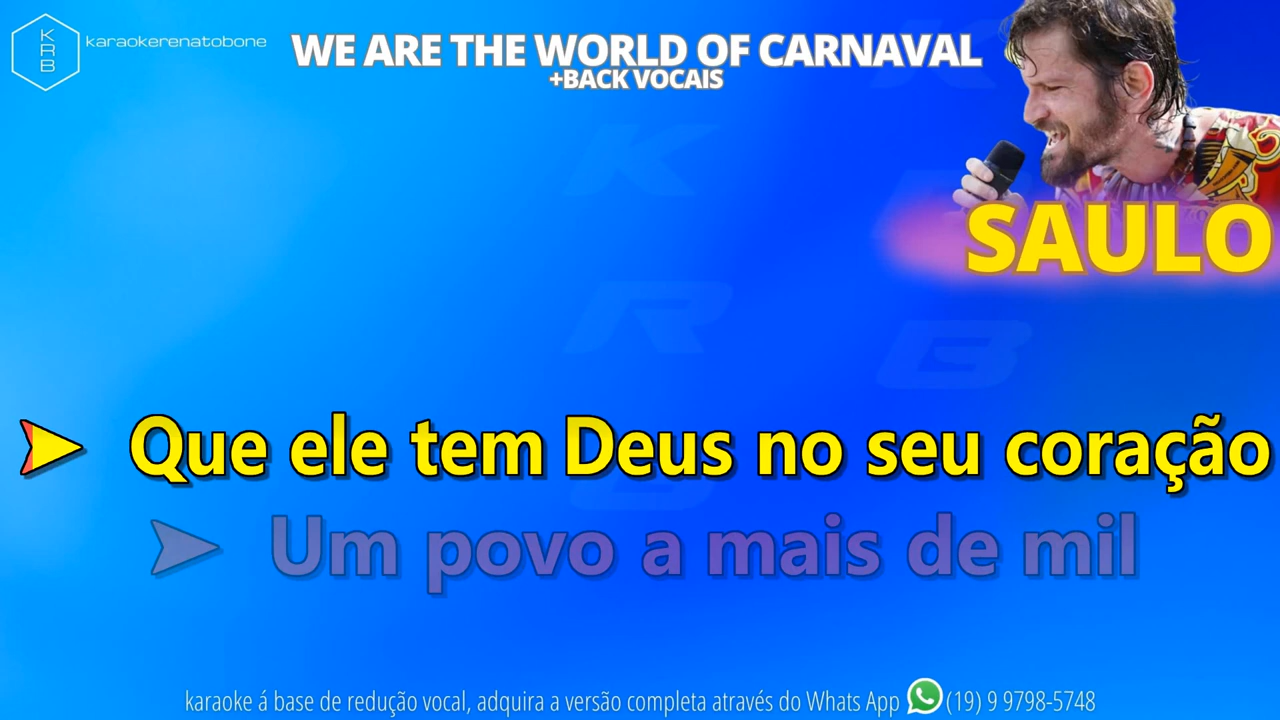 K
R
B
karaokerenatobone
WE ARE THE WORLD OF CARNAVAL
+BACK VOCAIS
K
R
B
SAULO
Que ele tem Deus no seu coração
Um povo a mais de mil
karaoke á base de redução vocal, adquira a versão completa através do Whats App (19) 9 9798-5748